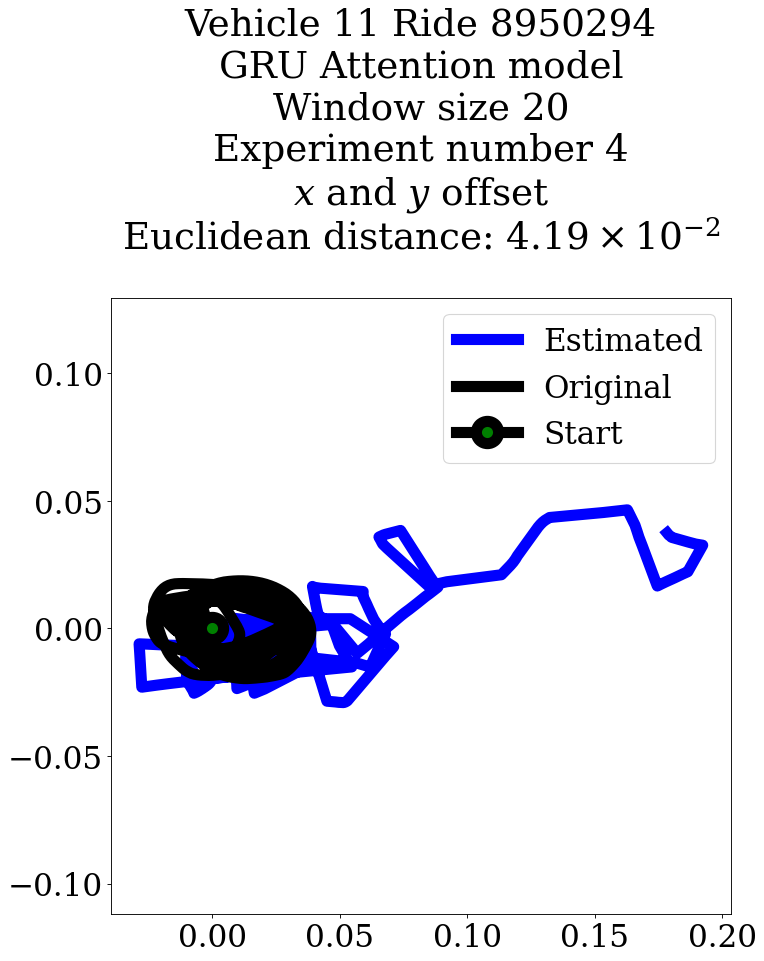 Vehicle 11 Ride 8950294
GRU Attention model
Window size 20
Experiment number 4
x and y offset
Euclidean distance: 4.19 × 10⁻²
Estimated
Original
Start
0.10
0.05
0.00
−0.05
−0.10
0.00 0.05 0.10 0.15 0.20